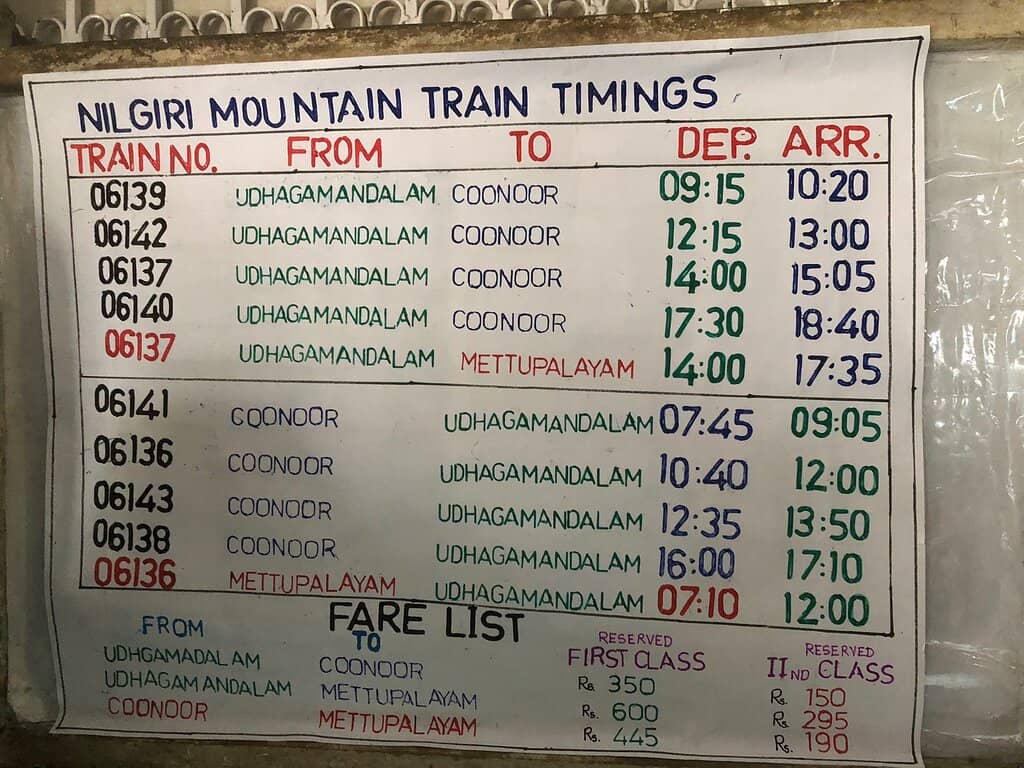 NILGIRI MOUNTAIN TRAIN TIMINGS
TRAIN NO. FROM TO DEP. ARR.
06139 UDHAGAMANDALAM COONOOR 09:15 10:20
06142 UDHAGAMANDALAM COONOOR 12:15 13:00
06137 UDHAGAMANDALAM COONOOR 14:00 15:05
06140 UDHAGAMANDALAM COONOOR 17:30 18:40
06137 UDHAGAMANDALAM METTUPALAYAM 14:00 17:35
06141 COONOOR UDHAGAMANDALAM 07:45 09:05
06136 COONOOR UDHAGAMANDALAM 10:40 12:00
06143 COONOOR UDHAGAMANDALAM 12:35 13:50
06138 COONOOR UDHAGAMANDALAM 16:00 17:10
06136 METTUPALAYAM UDHAGAMANDALAM 07:10 12:00
FARE LIST
FROM TO RESERVED FIRST CLASS RESERVED IIND CLASS
UDHGAMADALAM COONOOR Rs. 350 Rs. 150
UDHAGAMANDALAM METTUPALAYAM Rs. 600 Rs. 295
COONOOR METTUPALAYAM Rs. 445 Rs. 190